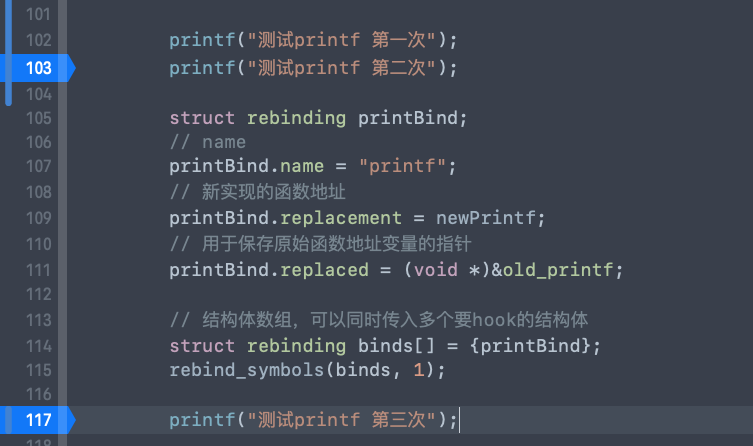 101
102 printf("测试printf 第一次");
103 printf("测试printf 第二次");
104
105 struct rebinding printBind;
106 // name
107 printBind.name = "printf";
108 // 新实现的函数地址
109 printBind.replacement = newPrintf;
110 // 用于保存原始函数地址变量的指针
111 printBind.replaced = (void *)&old_printf;
112
113 // 结构体数组，可以同时传入多个要hook的结构体
114 struct rebinding binds[] = {printBind};
115 rebind_symbols(binds, 1);
116
117 printf("测试printf 第三次");
118